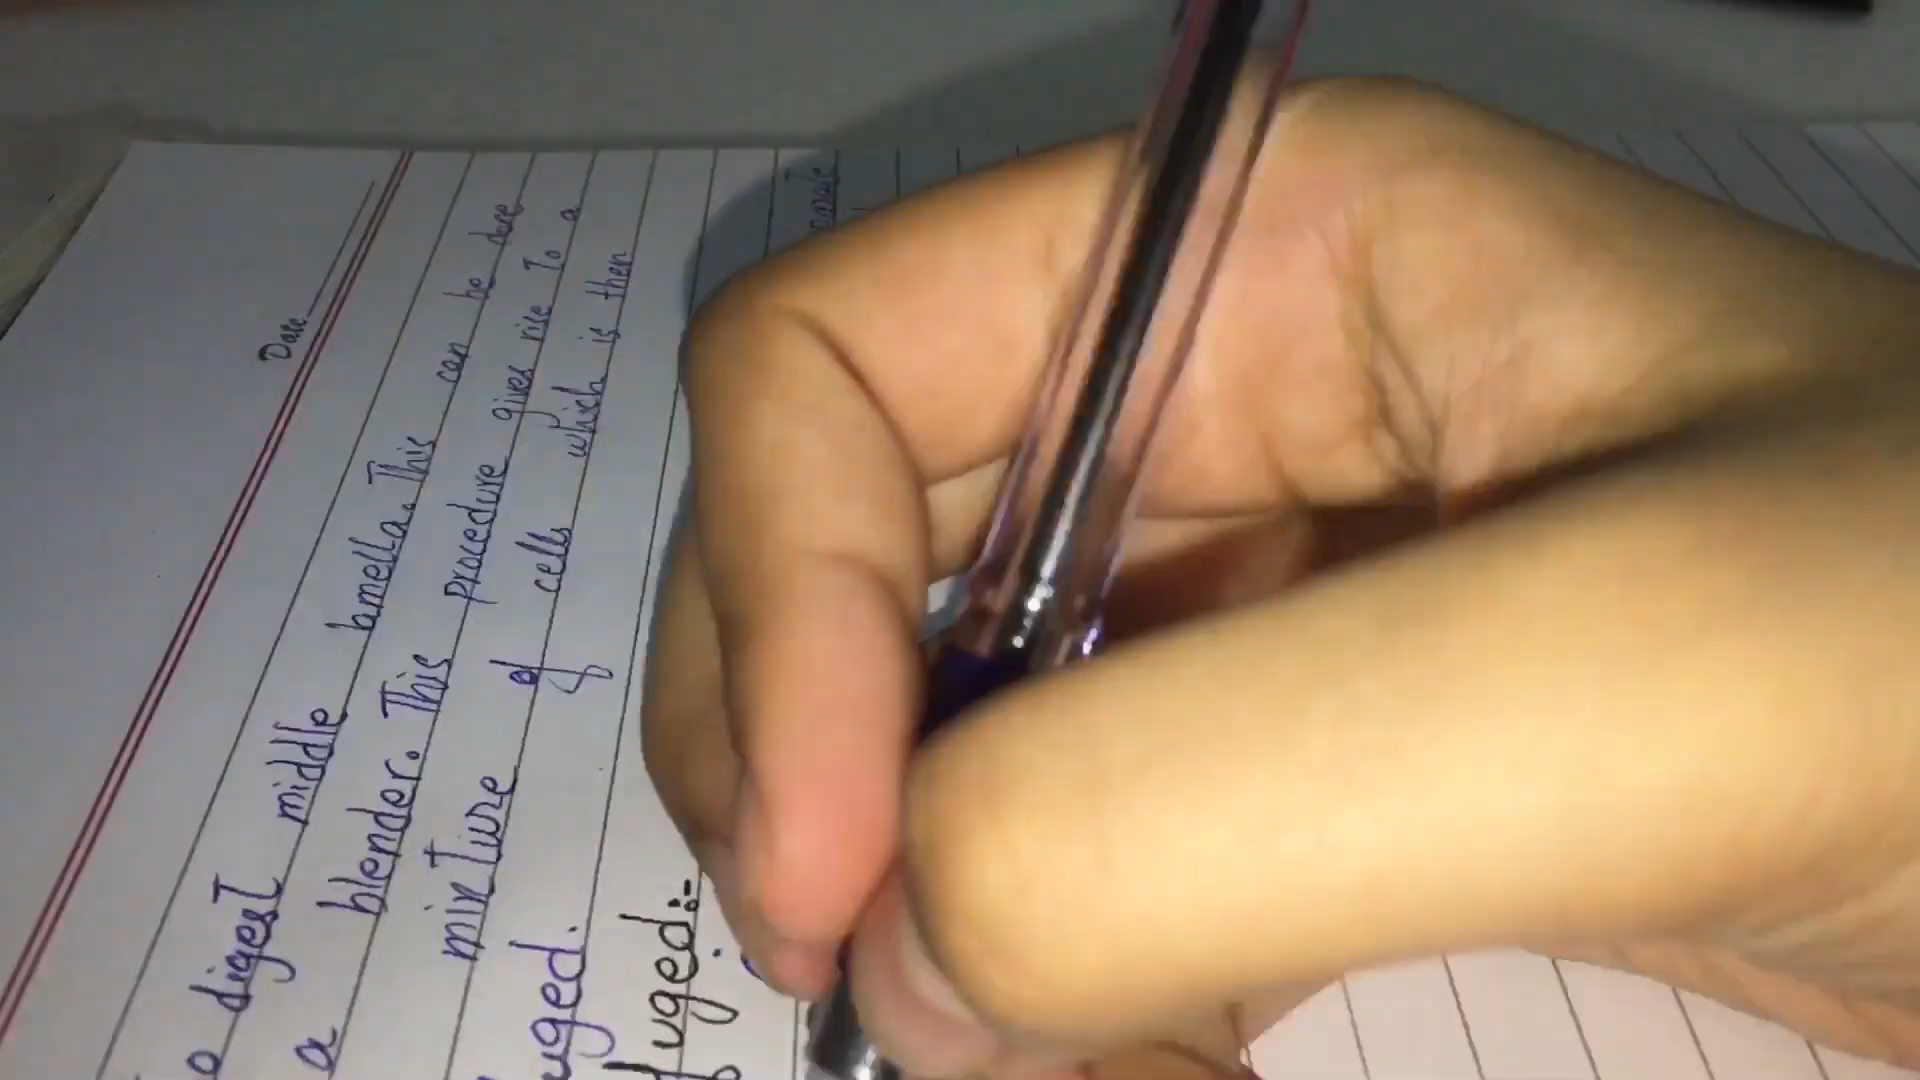 Date
digest middle lamella. This can be done
a blender. This procedure gives rise To a
mixture of cells which is then
uged.
fuged:-